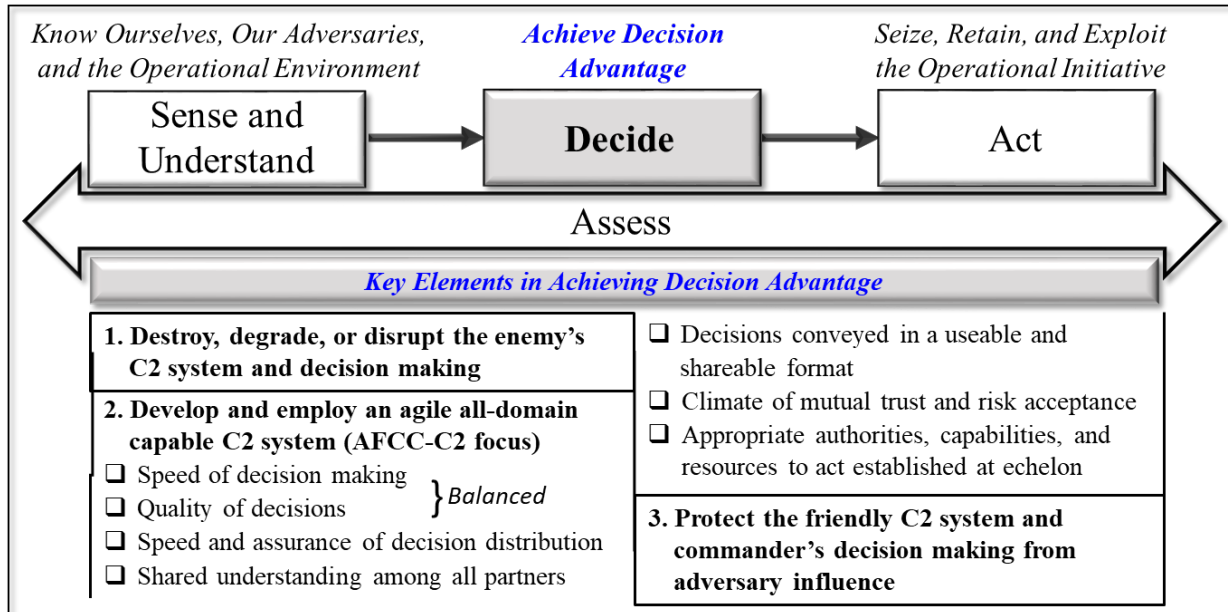 Know Ourselves, Our Adversaries,
and the Operational Environment
Achieve Decision
Advantage
Seize, Retain, and Exploit
the Operational Initiative
Sense and
Understand
Decide
Act
Assess
Key Elements in Achieving Decision Advantage
1. Destroy, degrade, or disrupt the enemy’s
C2 system and decision making
2. Develop and employ an agile all-domain
capable C2 system (AFCC-C2 focus)
❑ Speed of decision making
❑ Quality of decisions
} Balanced
❑ Speed and assurance of decision distribution
❑ Shared understanding among all partners
❑ Decisions conveyed in a useable and
shareable format
❑ Climate of mutual trust and risk acceptance
❑ Appropriate authorities, capabilities, and
resources to act established at echelon
3. Protect the friendly C2 system and
commander’s decision making from
adversary influence